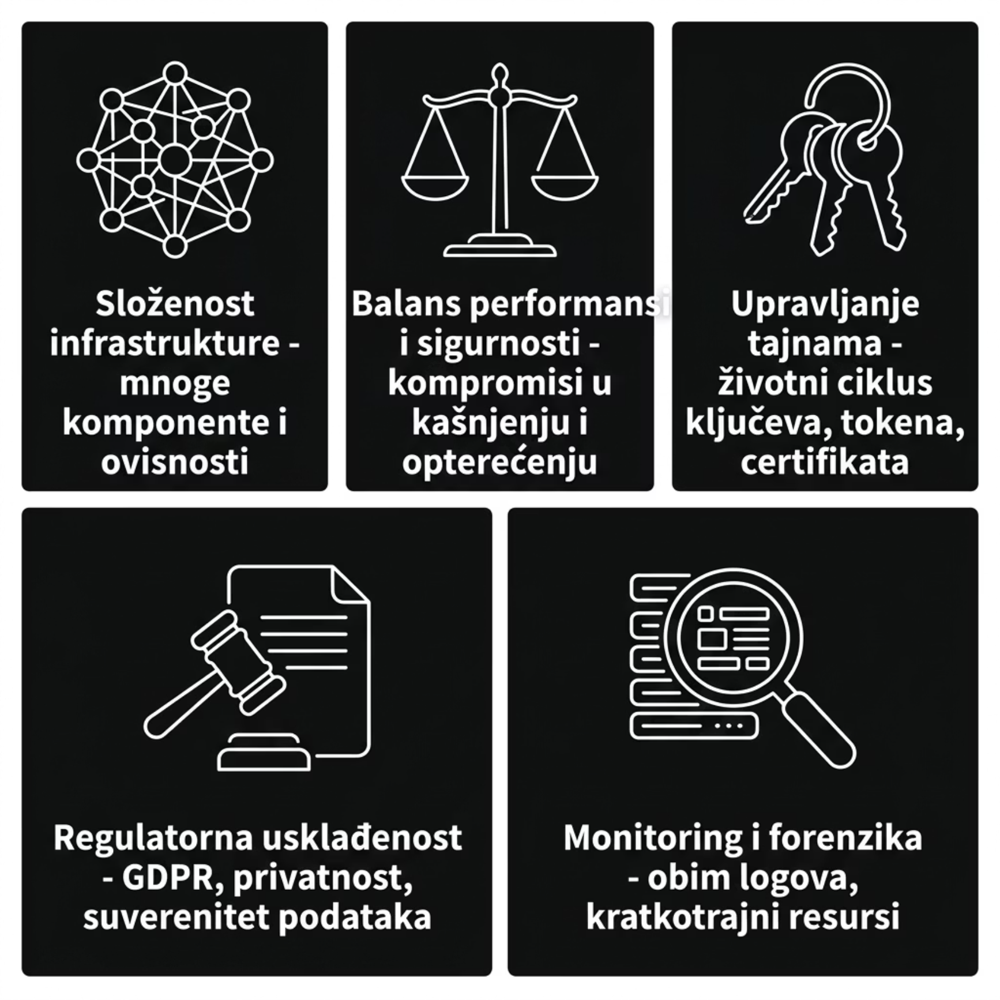 Složenost
infrastrukture -
mnoge
komponente i
ovisnosti
Balans performansi
i sigurnosti -
kompromisi u
kašnjenju i
opterećenju
Upravljanje
tajnama -
životni ciklus
ključeva, tokena,
certifikata
Regulatorna usklađenost
- GDPR, privatnost,
suverenitet podataka
Monitoring i forenzika
- obim logova,
kratkotrajni resursi